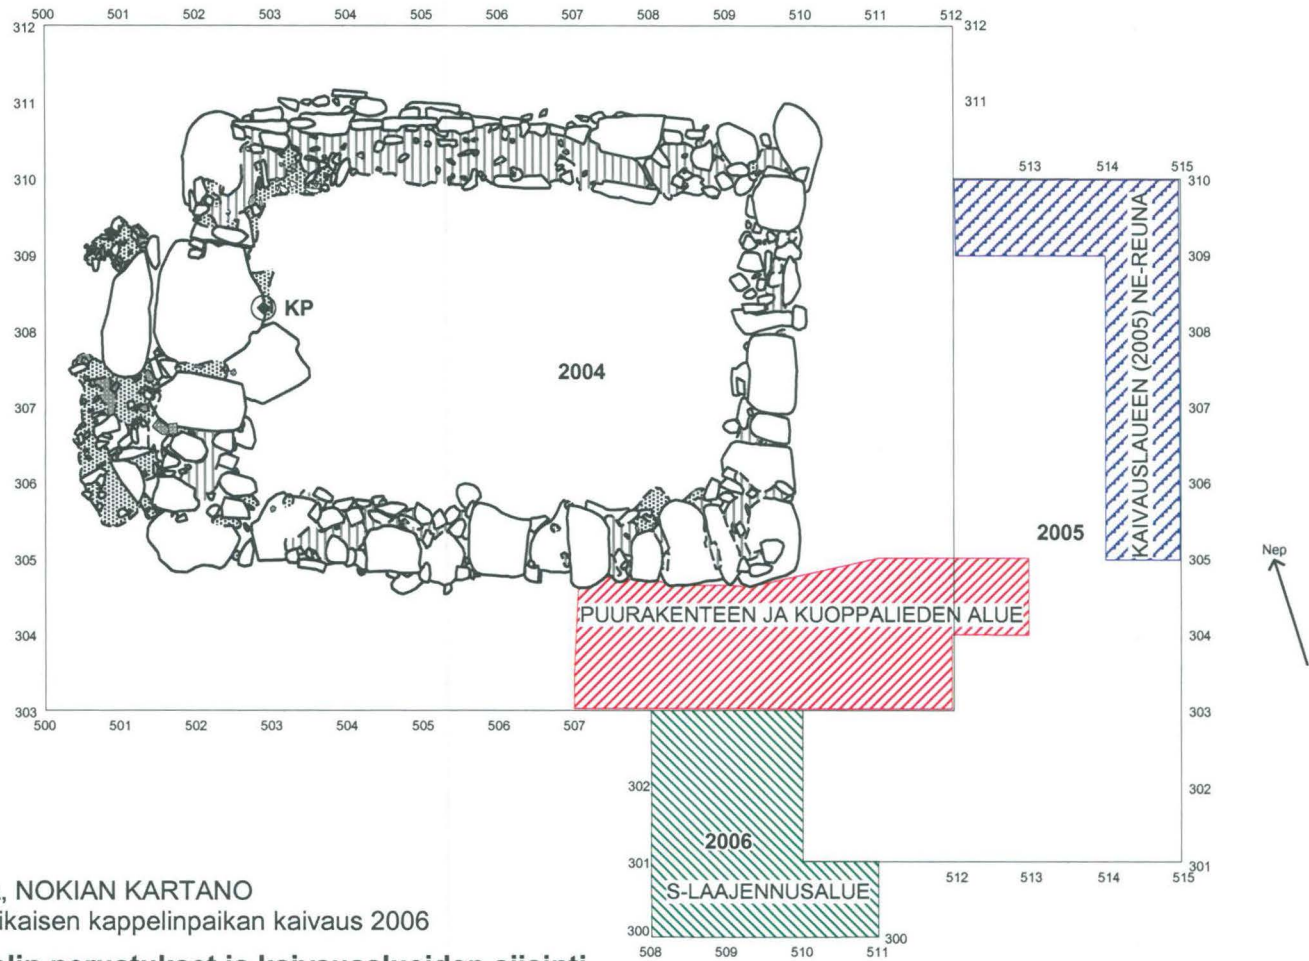 500 501 502 503 504 505 506 507 508 509 510 511 512
312 312
311 311
513 514 515
310 310
309 309
308 KP 308
2004
307 307
306 306
2005
305 305
KAIVAUSLAUEEN (2005) NE-REUNA
Nep
PUURAKENTEEN JA KUOPPALIEDEN ALUE
304 304
303 303
500 501 502 503 504 505 506 507
302 302
2006
301 301
512 513 514 515
S-LAAJENNUSALUE
300 300
508 509 510 511
, NOKIAN KARTANO
ikaisen kappelinpaikan kaivaus 2006